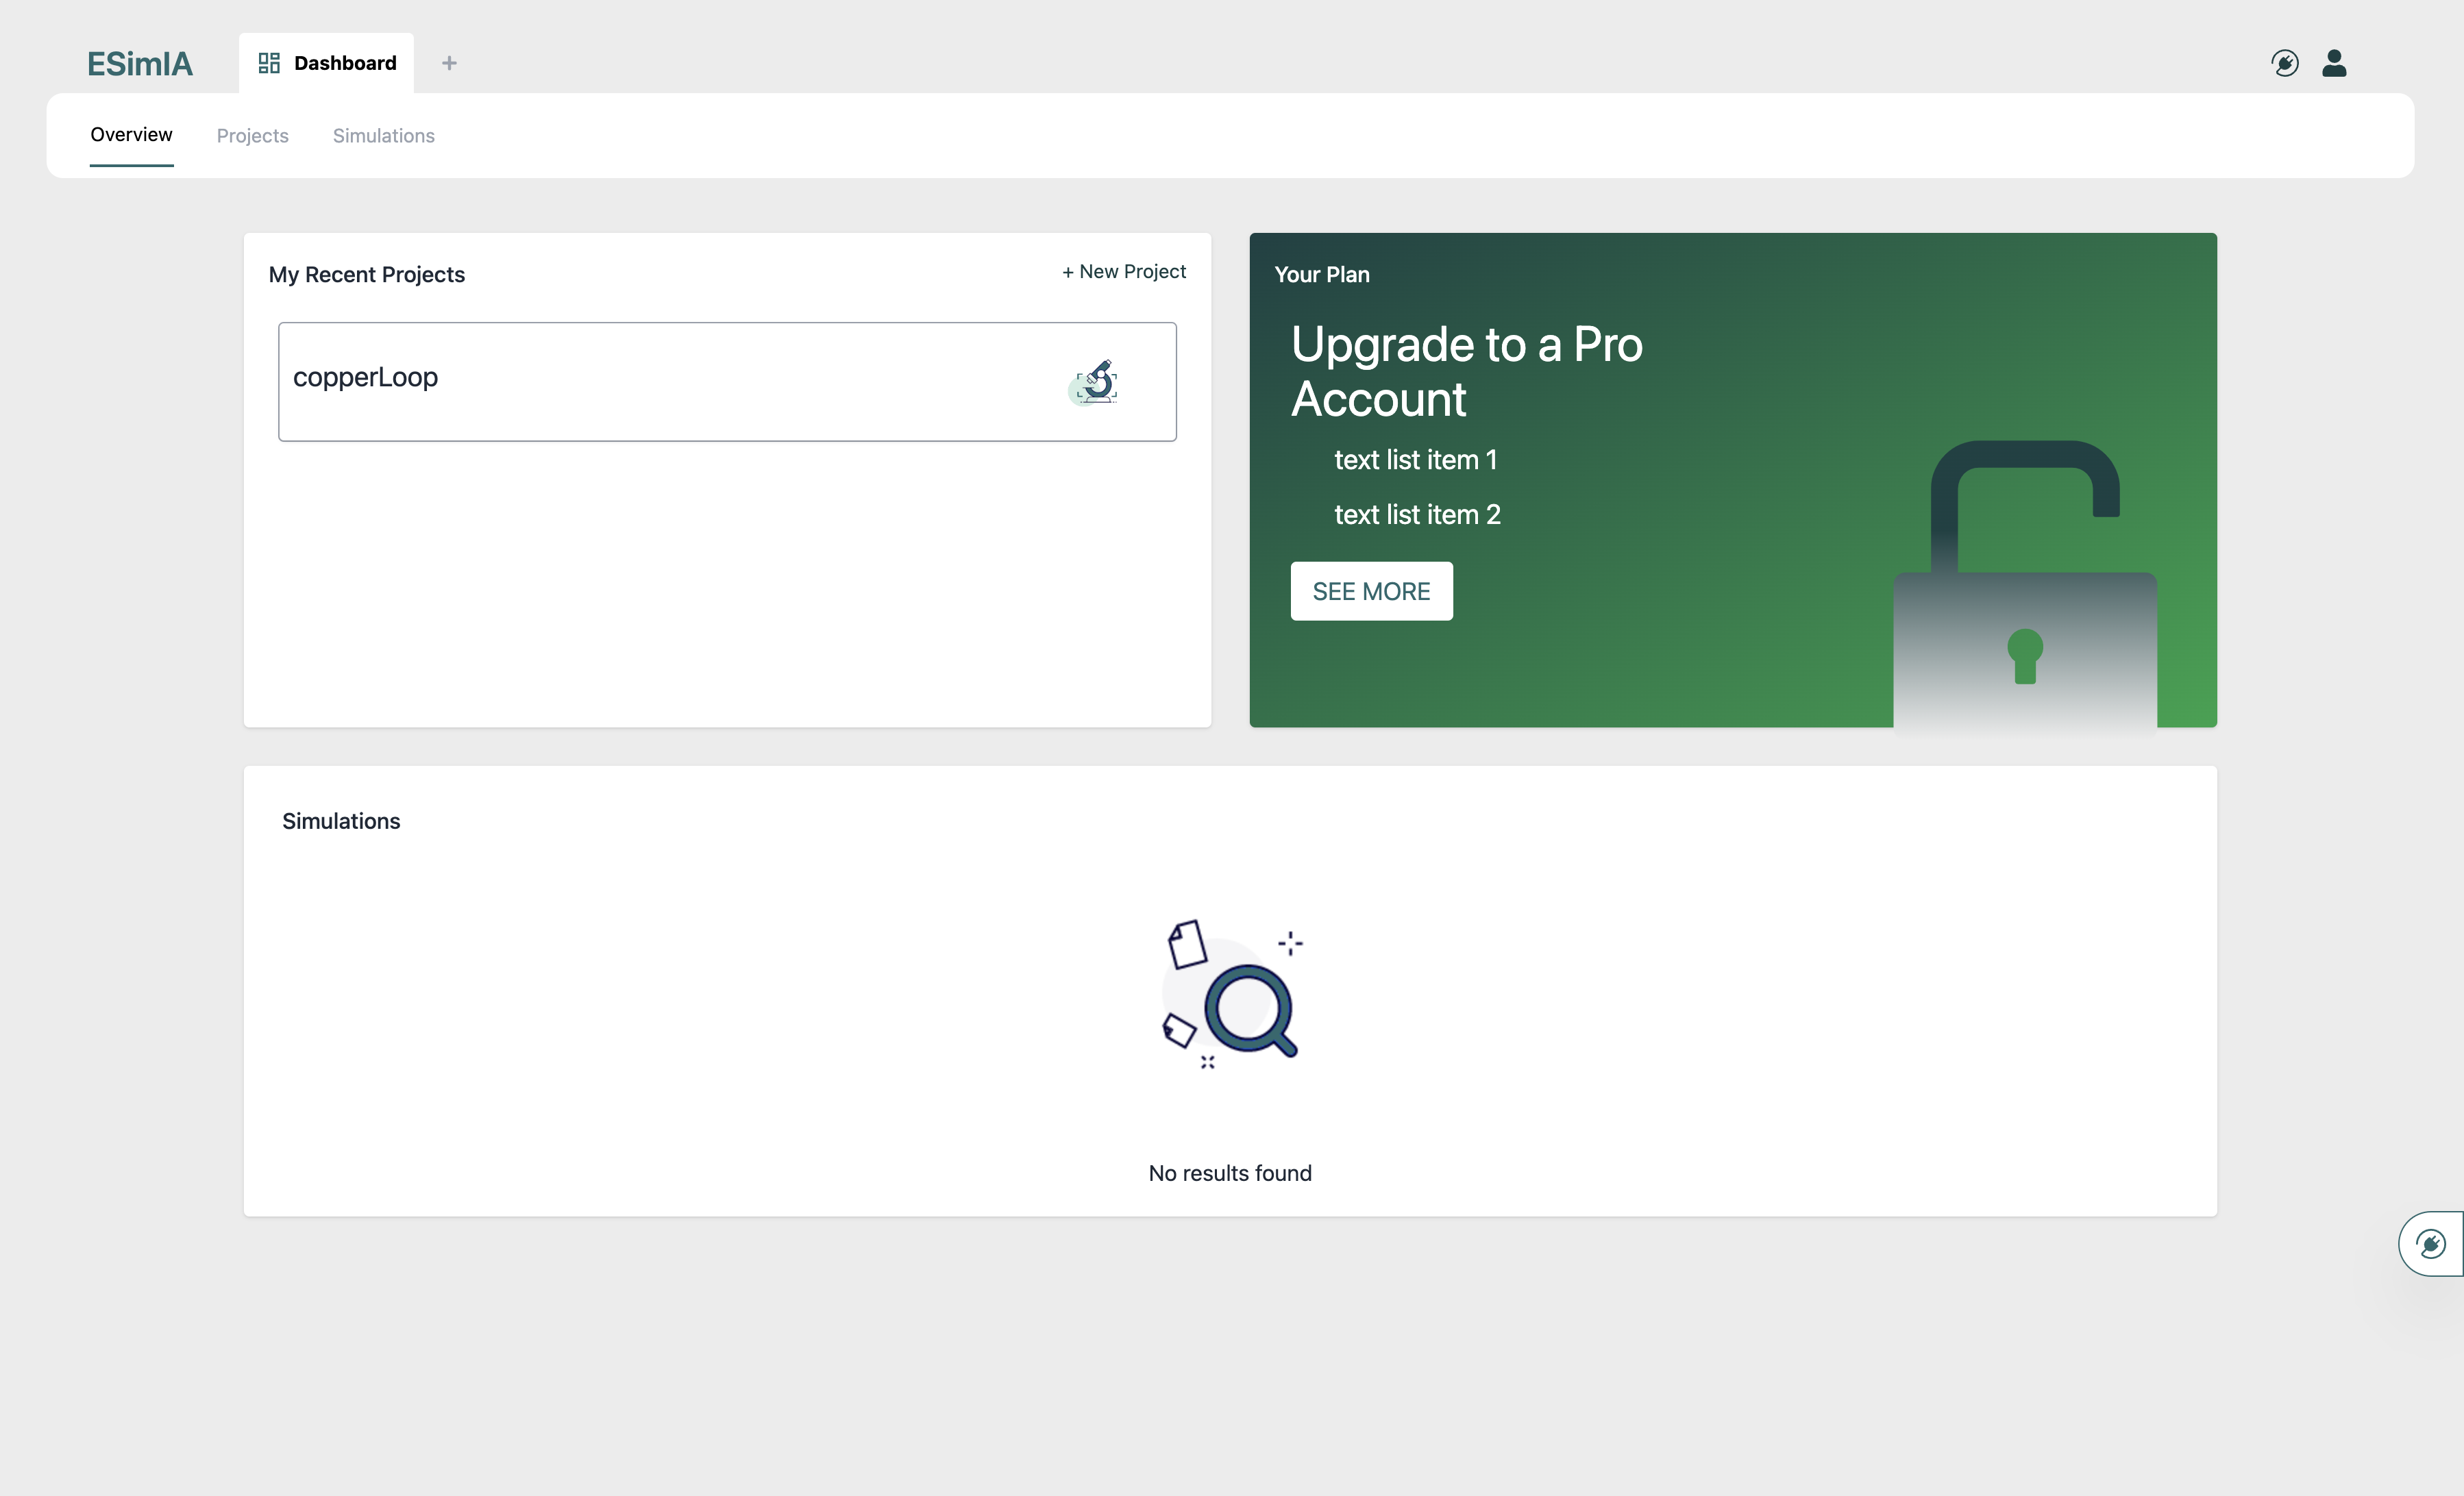 ESimIA
Dashboard
+
Overview
Projects
Simulations
My Recent Projects
+ New Project
copperLoop
Your Plan
Upgrade to a Pro
Account
text list item 1
text list item 2
SEE MORE
Simulations
No results found